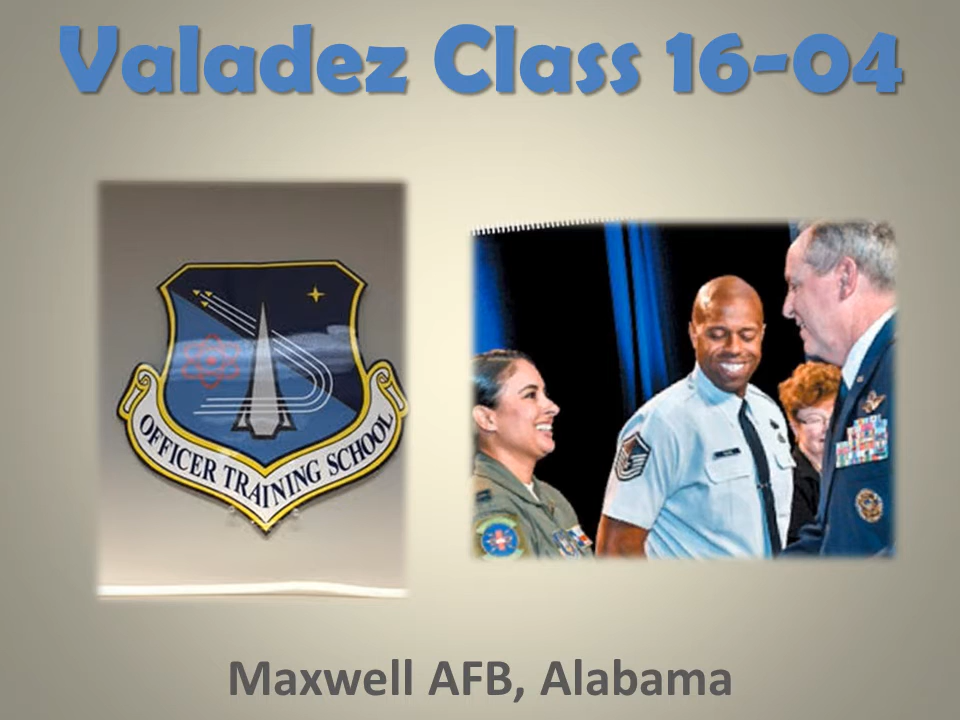 Valadez Class 16-04
OFFICER TRAINING SCHOOL
Maxwell AFB, Alabama